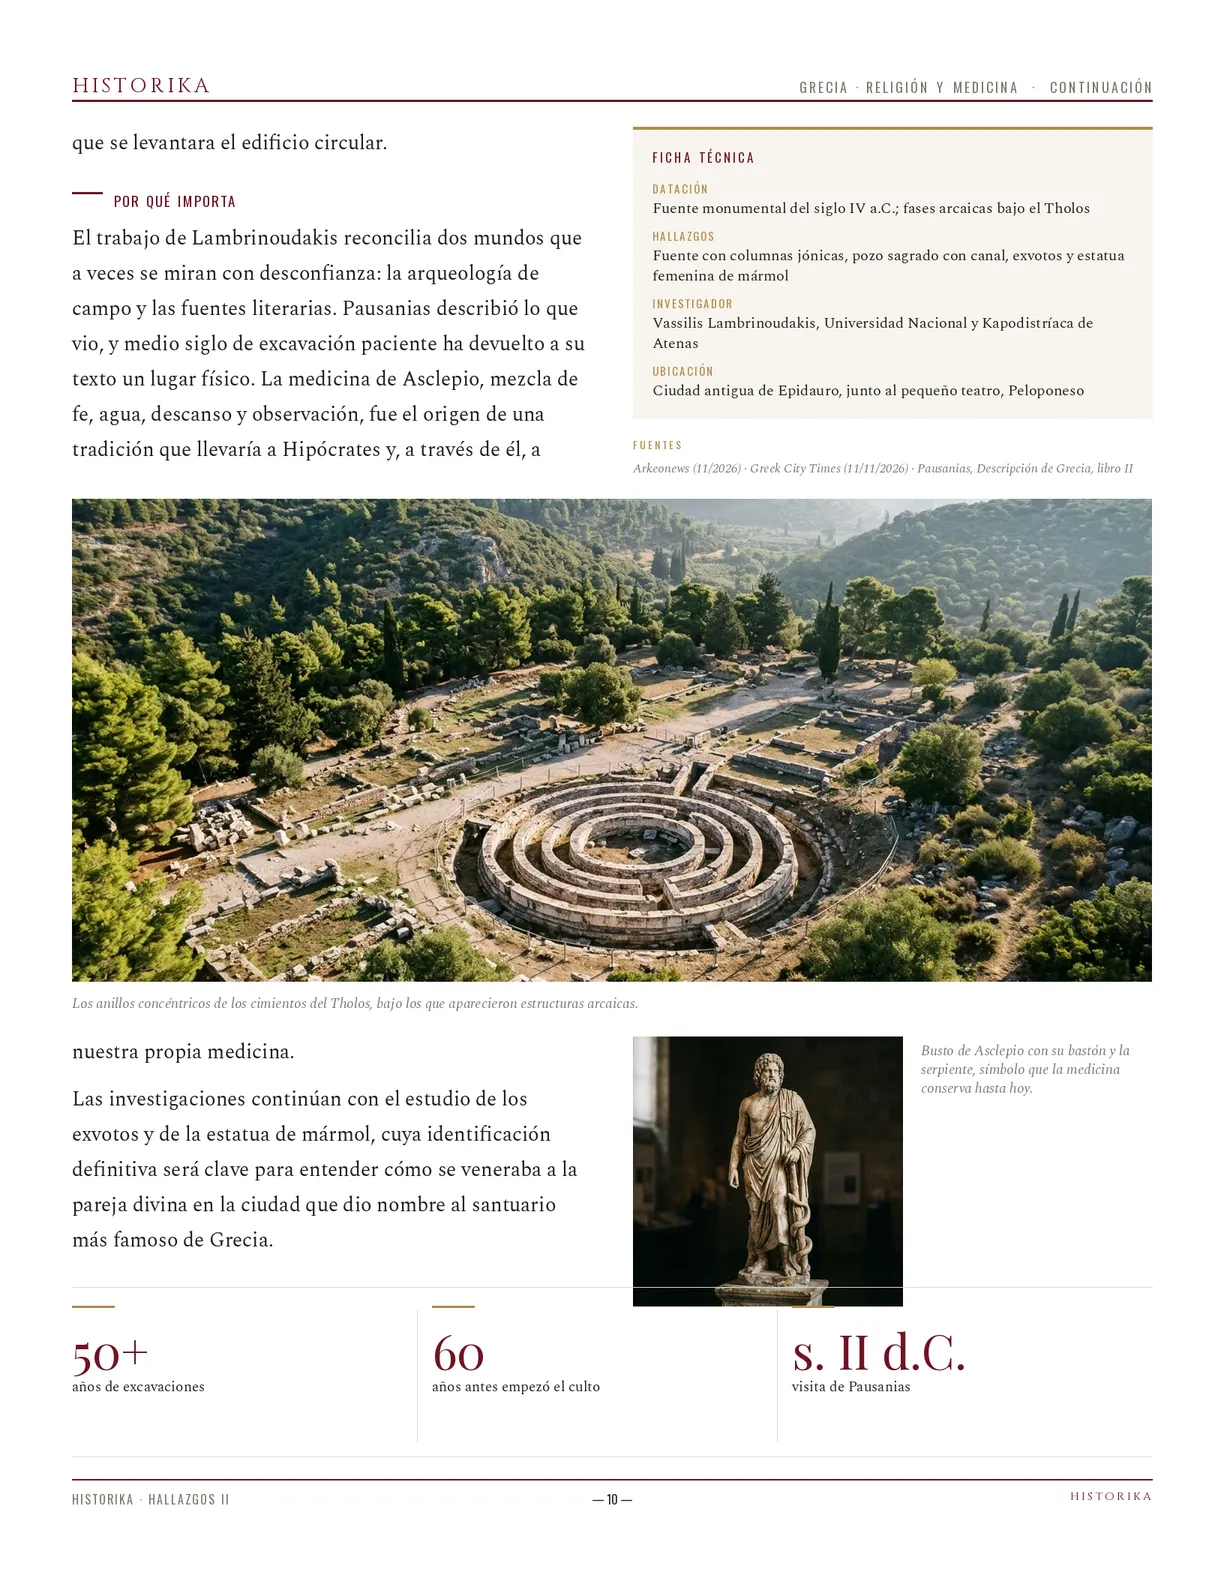 HISTORIKA
GRECIA · RELIGIÓN Y MEDICINA · CONTINUACIÓN
que se levantara el edificio circular.
POR QUÉ IMPORTA
El trabajo de Lambrinoudakis reconcilia dos mundos que
a veces se miran con desconfianza: la arqueología de
campo y las fuentes literarias. Pausanias describió lo que
vio, y medio siglo de excavación paciente ha devuelto a su
texto un lugar físico. La medicina de Asclepio, mezcla de
fe, agua, descanso y observación, fue el origen de una
tradición que llevaría a Hipócrates y, a través de él, a
FICHA TÉCNICA
DATACIÓN
Fuente monumental del siglo IV a.C.; fases arcaicas bajo el Tholos
HALLAZGOS
Fuente con columnas jónicas, pozo sagrado con canal, exvotos y estatua
femenina de mármol
INVESTIGADOR
Vassilis Lambrinoudakis, Universidad Nacional y Kapodistríaca de
Atenas
UBICACIÓN
Ciudad antigua de Epidauro, junto al pequeño teatro, Peloponeso
FUENTES
Arkeonews (11/2026) · Greek City Times (11/11/2026) · Pausanias, Descripción de Grecia, libro II
Los anillos concéntricos de los cimientos del Tholos, bajo los que aparecieron estructuras arcaicas.
nuestra propia medicina.
Las investigaciones continúan con el estudio de los
exvotos y de la estatua de mármol, cuya identificación
definitiva será clave para entender cómo se veneraba a la
pareja divina en la ciudad que dio nombre al santuario
más famoso de Grecia.
Busto de Asclepio con su bastón y la
serpiente, símbolo que la medicina
conserva hasta hoy.
50+
años de excavaciones
60
años antes empezó el culto
s. II d.C.
visita de Pausanias
HISTORIKA · HALLAZGOS II
— 10 —
HISTORIKA